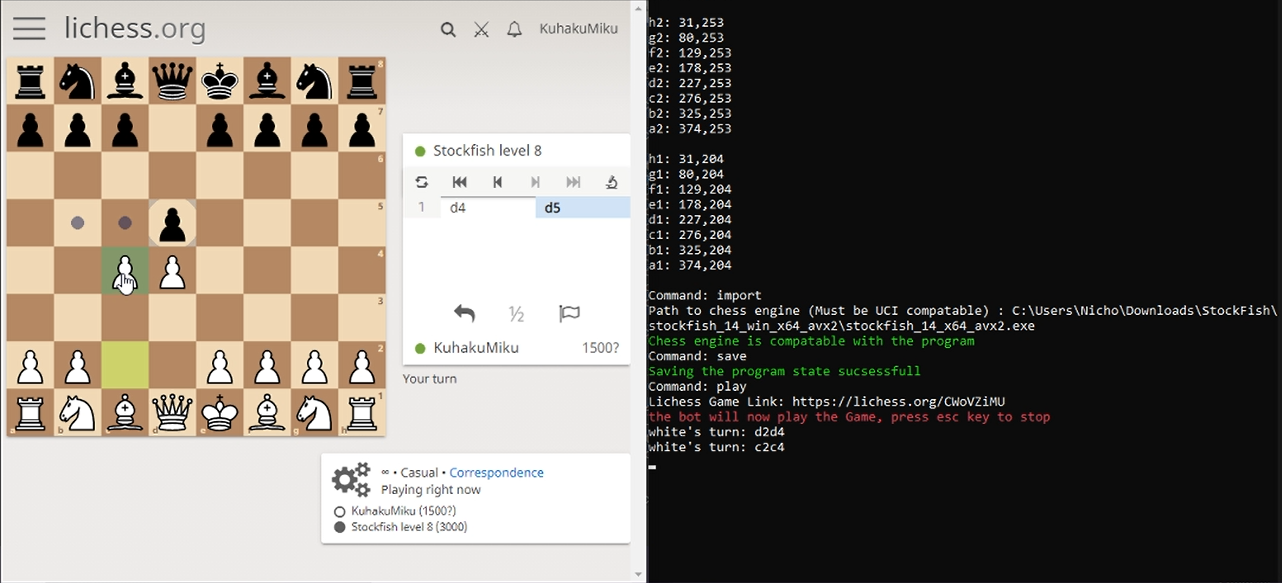 lichess.org
KuhakuMiku
8
7
6
5
4
3
2
1
a b c d e f g h
Stockfish level 8
1 d4 d5
½
KuhakuMiku 1500?
Your turn
∞ • Casual • Correspondence
Playing right now
KuhakuMiku (1500?)
Stockfish level 8 (3000)
h2: 31,253
g2: 80,253
f2: 129,253
e2: 178,253
d2: 227,253
c2: 276,253
b2: 325,253
a2: 374,253
h1: 31,204
g1: 80,204
f1: 129,204
e1: 178,204
d1: 227,204
c1: 276,204
b1: 325,204
a1: 374,204
Command: import
Path to chess engine (Must be UCI compatable) : C:\Users\Nicho\Downloads\StockFish\
stockfish_14_win_x64_avx2\stockfish_14_x64_avx2.exe
Chess engine is compatable with the program
Command: save
Saving the program state sucsessfull
Command: play
Lichess Game Link: https://lichess.org/CWoVZiMU
the bot will now play the Game, press esc key to stop
white's turn: d2d4
white's turn: c2c4